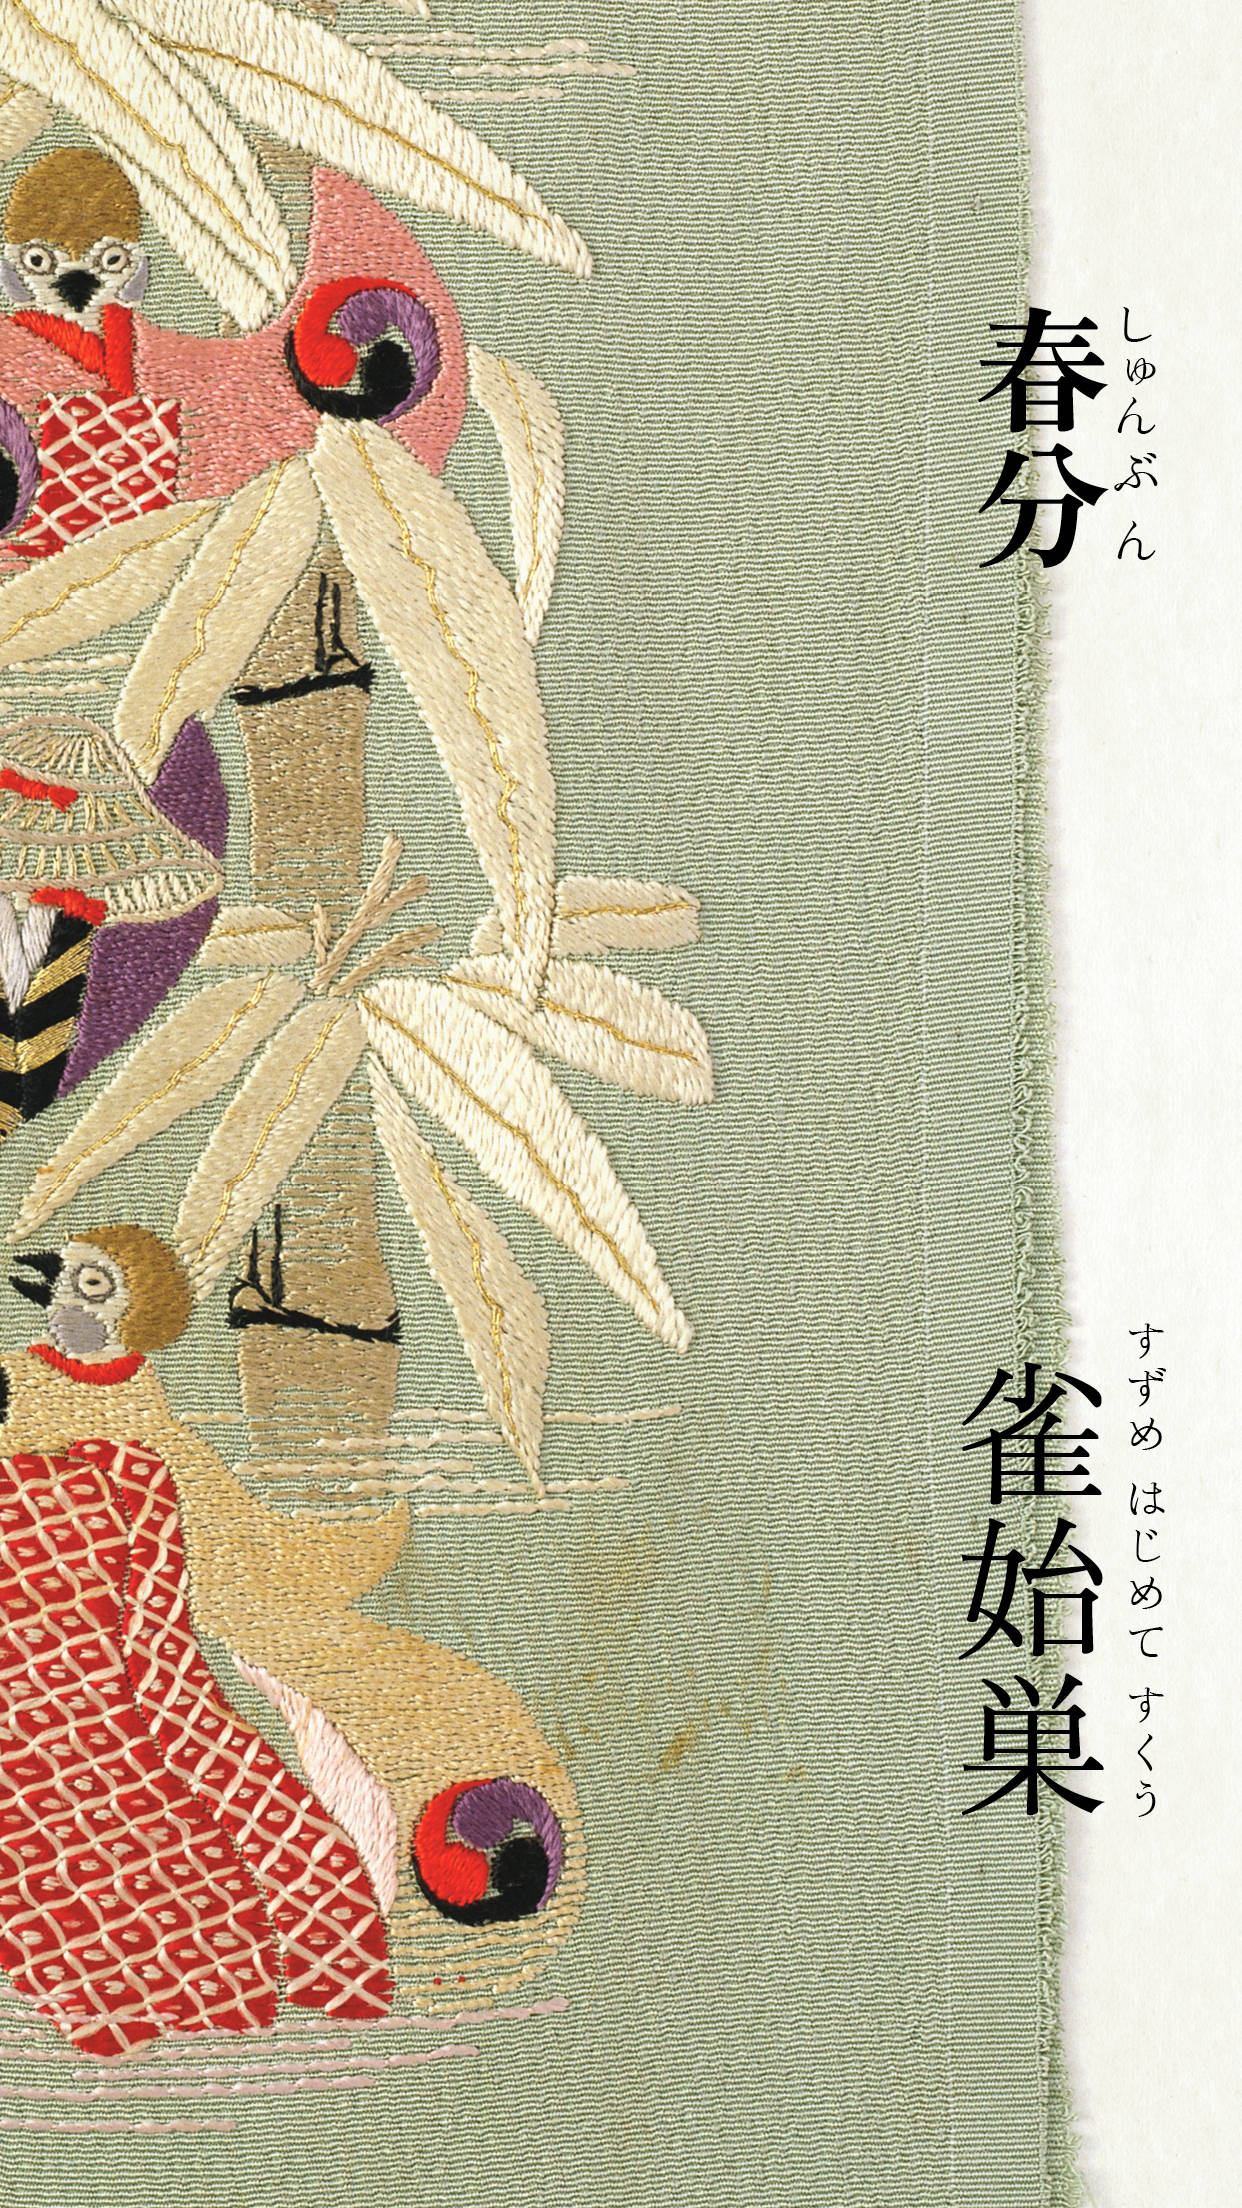 しゅんぶん
春分
すずめ はじめて すくう
雀始巣